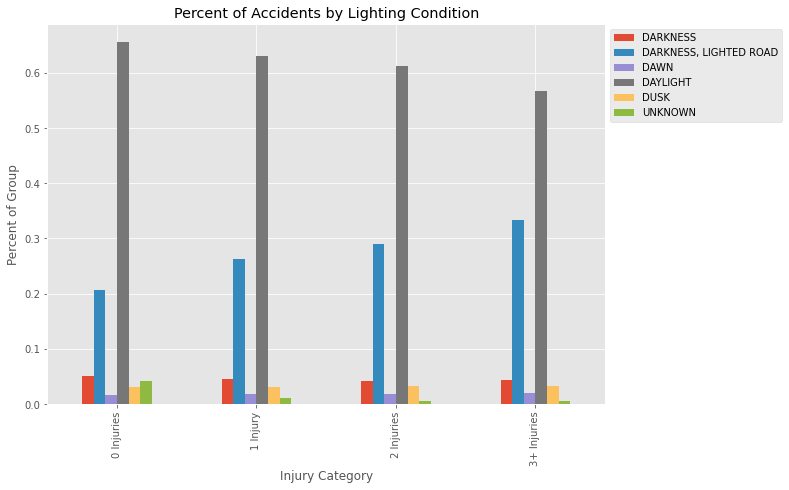 Percent of Accidents by Lighting Condition
DARKNESS
DARKNESS, LIGHTED ROAD
DAWN
DAYLIGHT
DUSK
UNKNOWN
Percent of Group
0.6
0.5
0.4
0.3
0.2
0.1
0.0
0 Injuries
1 Injury
2 Injuries
3+ Injuries
Injury Category